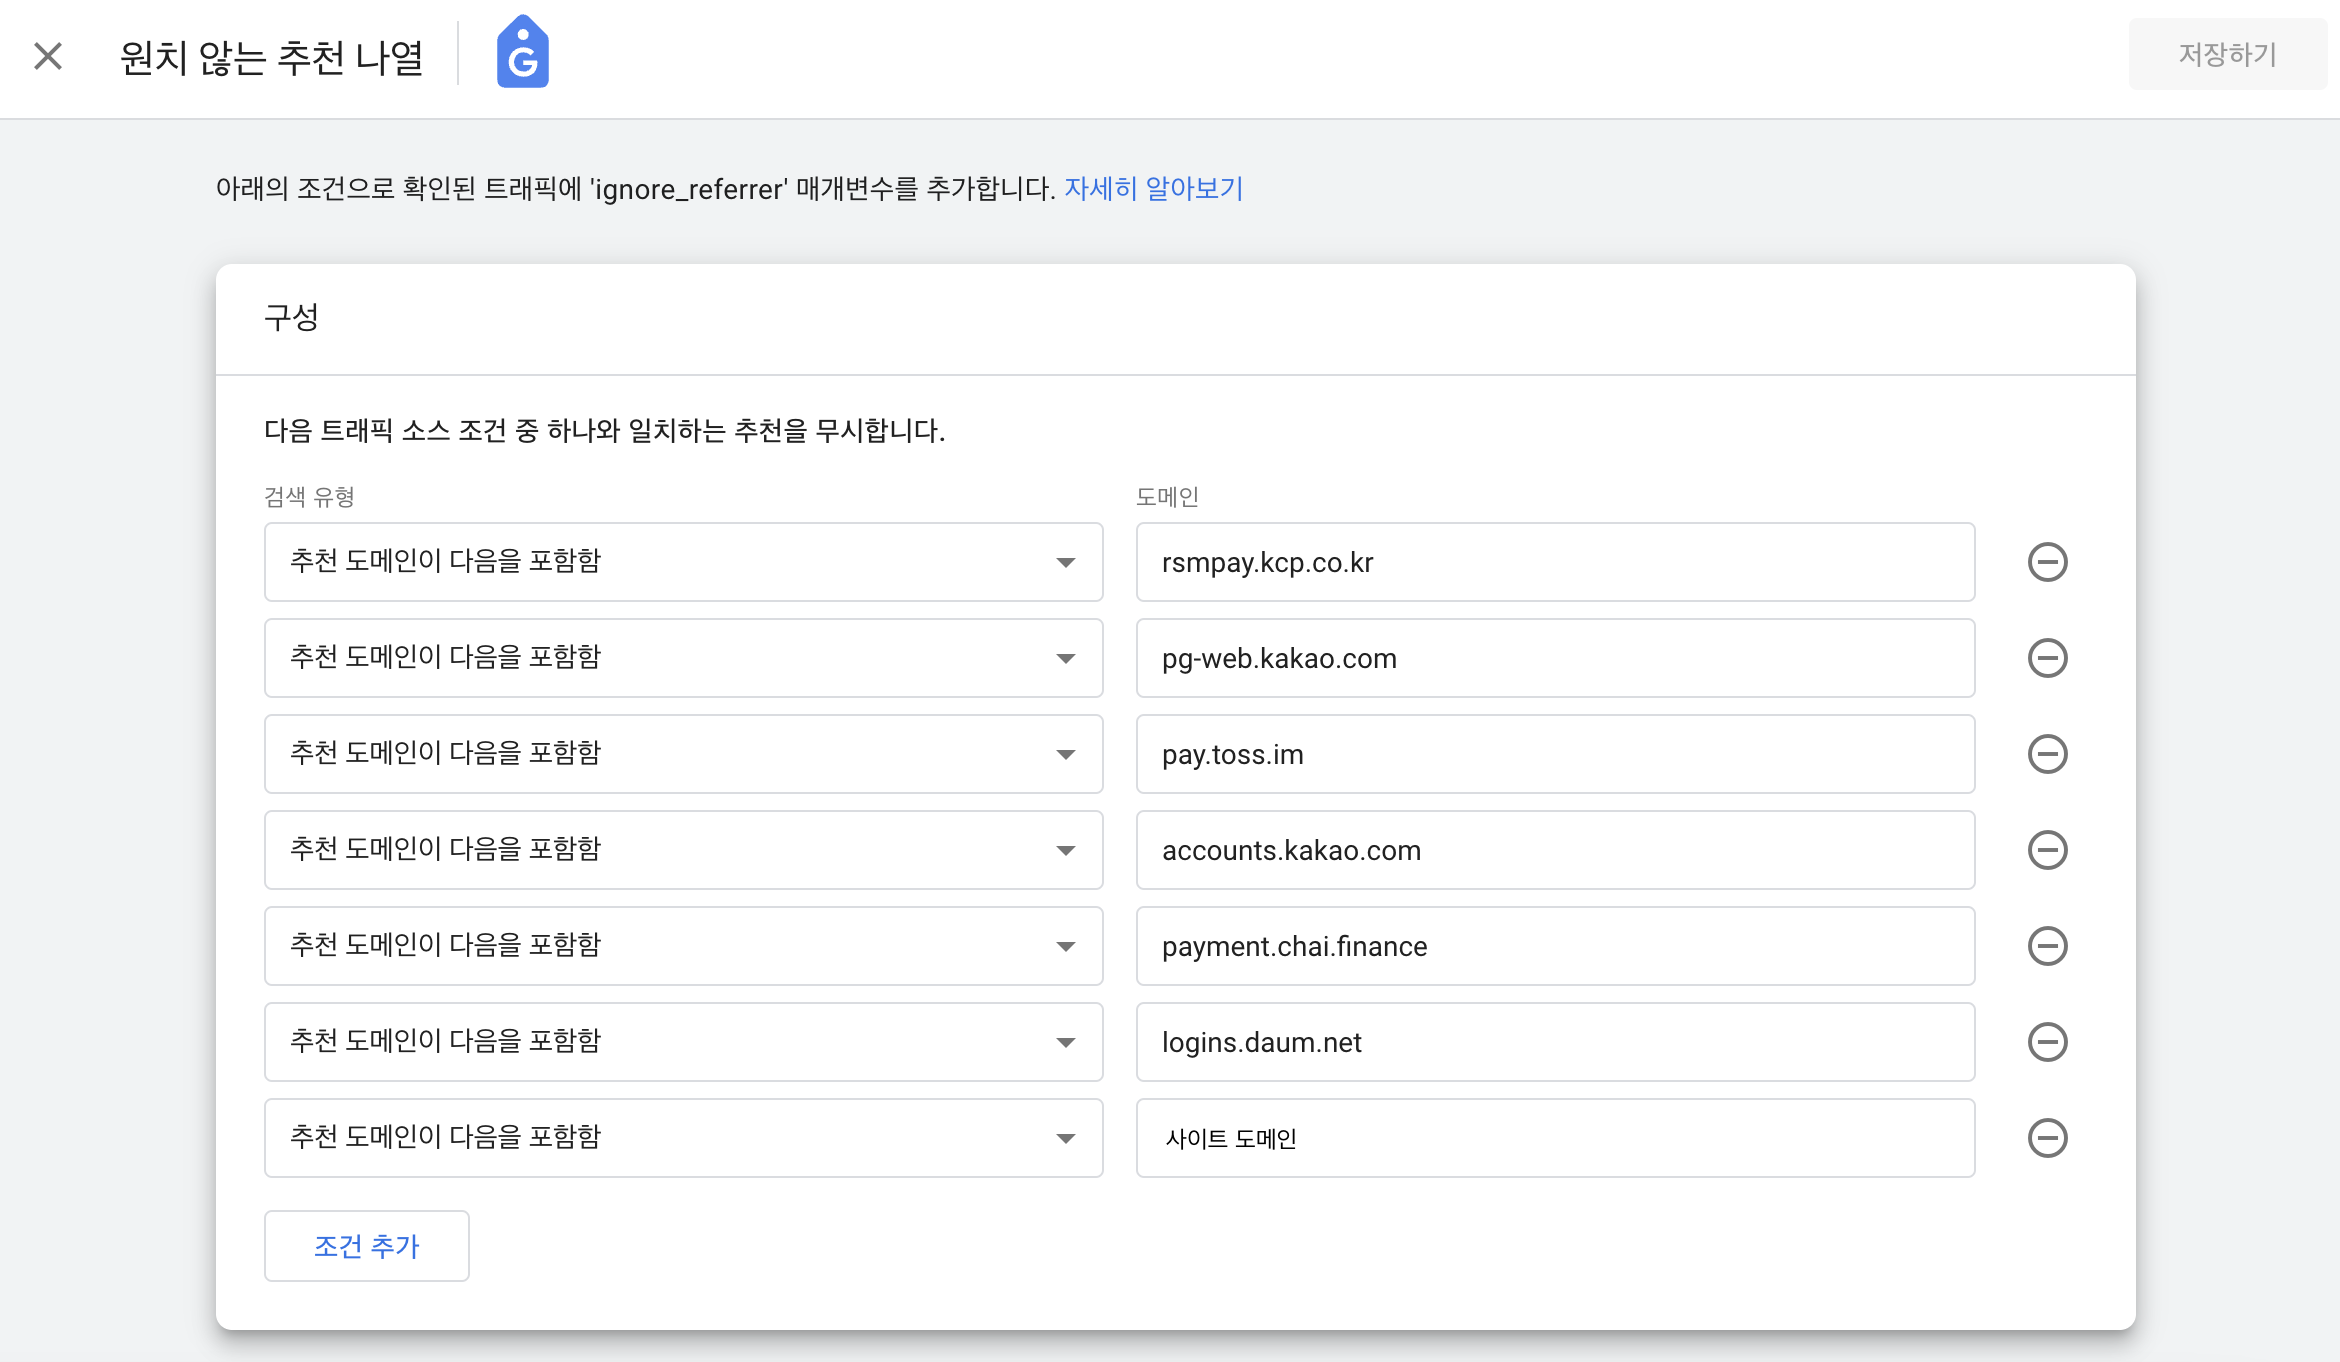 원치 않는 추천 나열
G
저장하기
아래의 조건으로 확인된 트래픽에 'ignore_referrer' 매개변수를 추가합니다. 자세히 알아보기
구성
다음 트래픽 소스 조건 중 하나와 일치하는 추천을 무시합니다.
검색 유형 도메인
추천 도메인이 다음을 포함함 rsmpay.kcp.co.kr
추천 도메인이 다음을 포함함 pg-web.kakao.com
추천 도메인이 다음을 포함함 pay.toss.im
추천 도메인이 다음을 포함함 accounts.kakao.com
추천 도메인이 다음을 포함함 payment.chai.finance
추천 도메인이 다음을 포함함 logins.daum.net
추천 도메인이 다음을 포함함 사이트 도메인
조건 추가